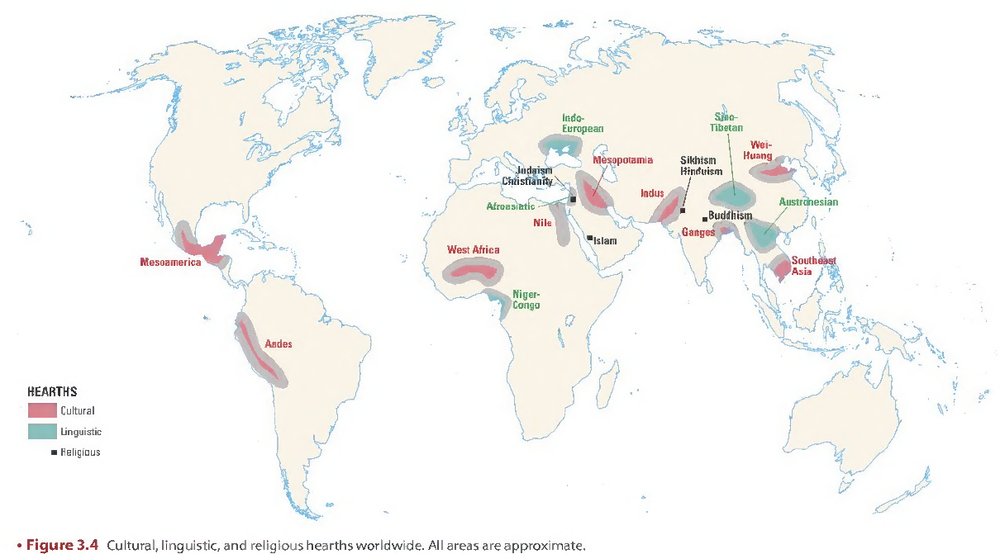 Indo-
European
Sino-
Tibetan
Wei-
Huang
Mesopotamia
Sikhism
Hinduism
Judaism
Christianity
Indus
Austronesian
Afroasiatic
Buddhism
Nile
Ganges
Islam
West Africa
Mesoamerica
Southeast
Asia
Niger-
Congo
Andes
HEARTHS
Cultural
Linguistic
Religious
• Figure 3.4 Cultural, linguistic, and religious hearths worldwide. All areas are approximate.